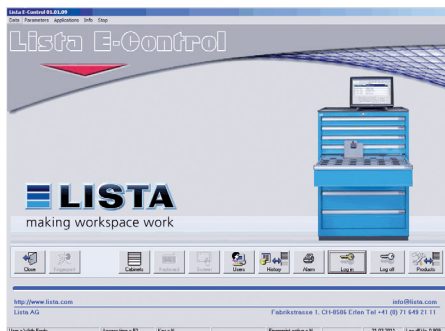 Lista E-Control 01.01.09
Data Parameters Applications Info Stop
Lista E-Control
LISTA
making workspace work
Close
Fingerprint
Cabinets
Keyboard
Users
History
Alarm
Log in
Log off
Products
http://www.lista.com
info@lista.com
Lista AG
Fabrikstrasse 1, CH-8586 Erlen Tel +41 (0) 71 649 21 11